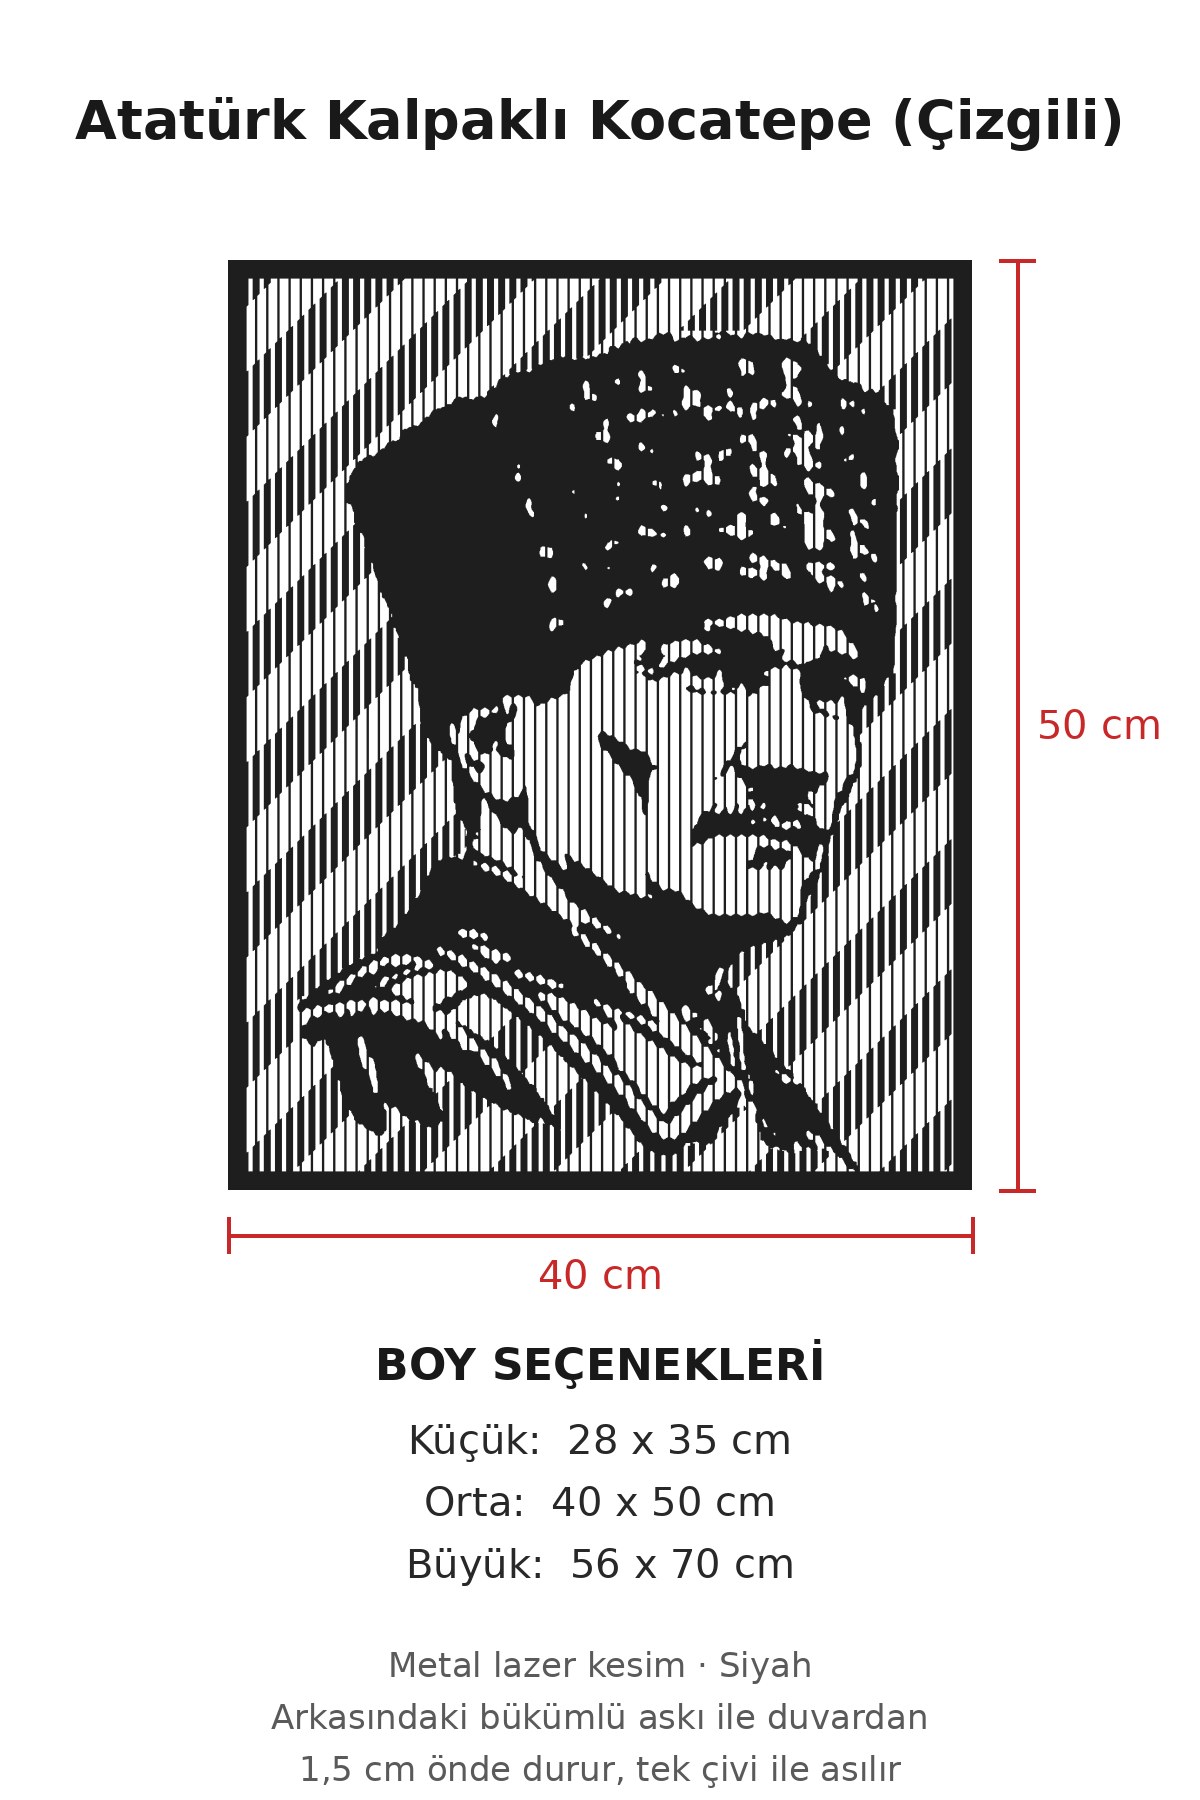 Atatürk Kalpaklı Kocatepe (Çizgili)
50 cm
40 cm
BOY SEÇENEKLERİ
Küçük: 28 x 35 cm
Orta: 40 x 50 cm
Büyük: 56 x 70 cm
Metal lazer kesim · Siyah
Arkasındaki bükümlü askı ile duvardan
1,5 cm önde durur, tek çivi ile asılır